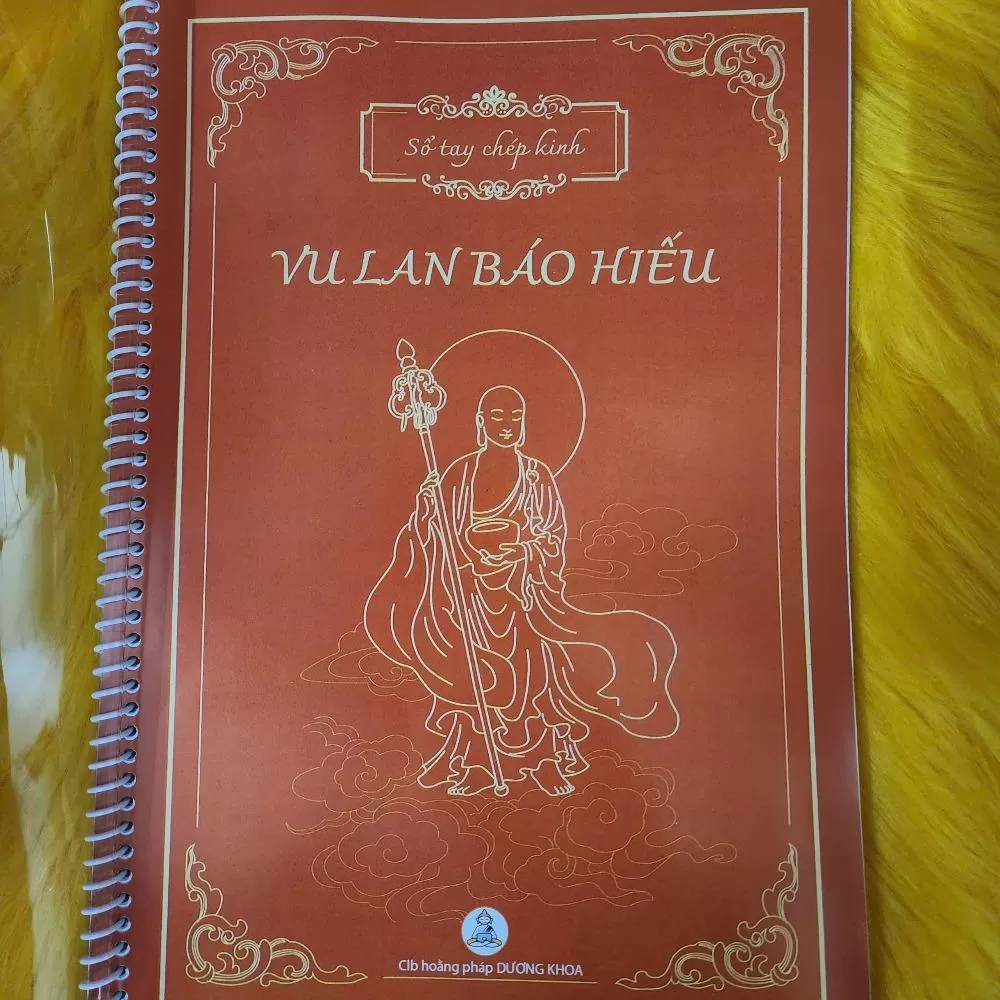 Sổ tay chép kinh
VU LAN BÁO HIẾU
Clb hoằng pháp DƯƠNG KHOA